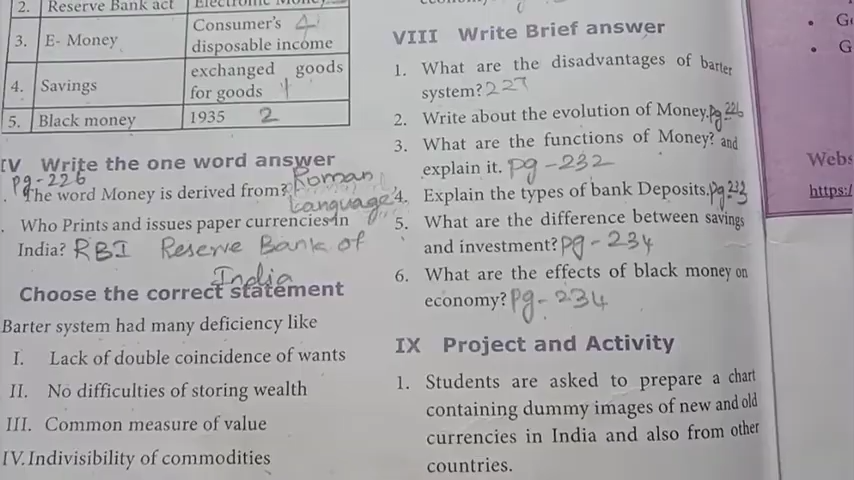 2. Reserve Bank act Electronic Money
3. E- Money Consumer's 4
disposable income
4. Savings exchanged goods
for goods 1
5. Black money 1935 2
IV Write the one word answer
pg-226
. The word Money is derived from? Roman
Language
. Who Prints and issues paper currencies in
India? RBI Reserve Bank of
India
Choose the correct statement
Barter system had many deficiency like
I. Lack of double coincidence of wants
II. No difficulties of storing wealth
III. Common measure of value
IV. Indivisibility of commodities
VIII Write Brief answer
1. What are the disadvantages of barter
system? 227
2. Write about the evolution of Money. pg 226
3. What are the functions of Money? and
explain it. pg-232
4. Explain the types of bank Deposits. pg-233
5. What are the difference between savings
and investment? pg-234
6. What are the effects of black money on
economy? pg-234
IX Project and Activity
1. Students are asked to prepare a chart
containing dummy images of new and old
currencies in India and also from other
countries.
• G
Webs
https:/